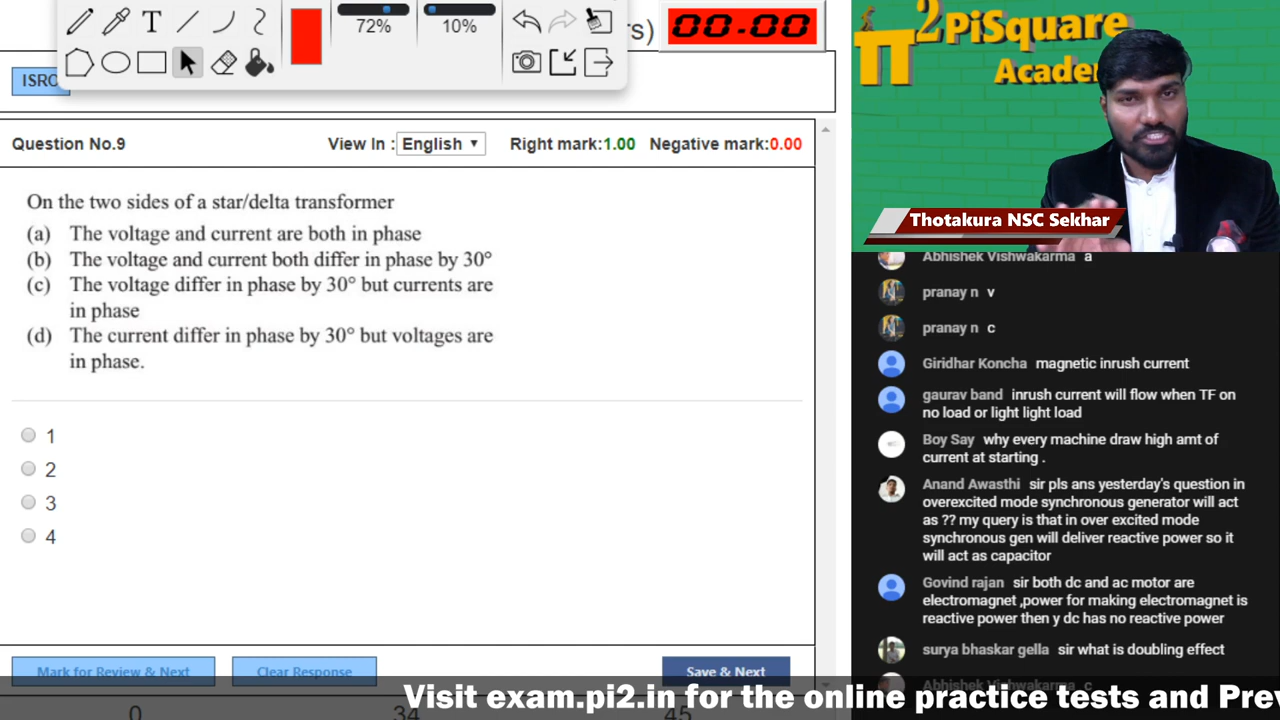 T
72%
10%
rs)
00.00
π2PiSquare
Acade
ISRO
Question No.9
View In : English
Right mark:1.00 Negative mark:0.00
On the two sides of a star/delta transformer
(a) The voltage and current are both in phase
(b) The voltage and current both differ in phase by 30°
(c) The voltage differ in phase by 30° but currents are
in phase
(d) The current differ in phase by 30° but voltages are
in phase.
1
2
3
4
Mark for Review & Next
Clear Response
Save & Next
0
34
45
Thotakura NSC Sekhar
Abhishek Vishwakarma a
pranay n v
pranay n c
Giridhar Koncha magnetic inrush current
gaurav band inrush current will flow when TF on
no load or light light load
Boy Say why every machine draw high amt of
current at starting .
Anand Awasthi sir pls ans yesterday's question in
overexcited mode synchronous generator will act
as ?? my query is that in over excited mode
synchronous gen will deliver reactive power so it
will act as capacitor
Govind rajan sir both dc and ac motor are
electromagnet ,power for making electromagnet is
reactive power then y dc has no reactive power
surya bhaskar gella sir what is doubling effect
Abhishek Vishwakarma c
Visit exam.pi2.in for the online practice tests and Prev